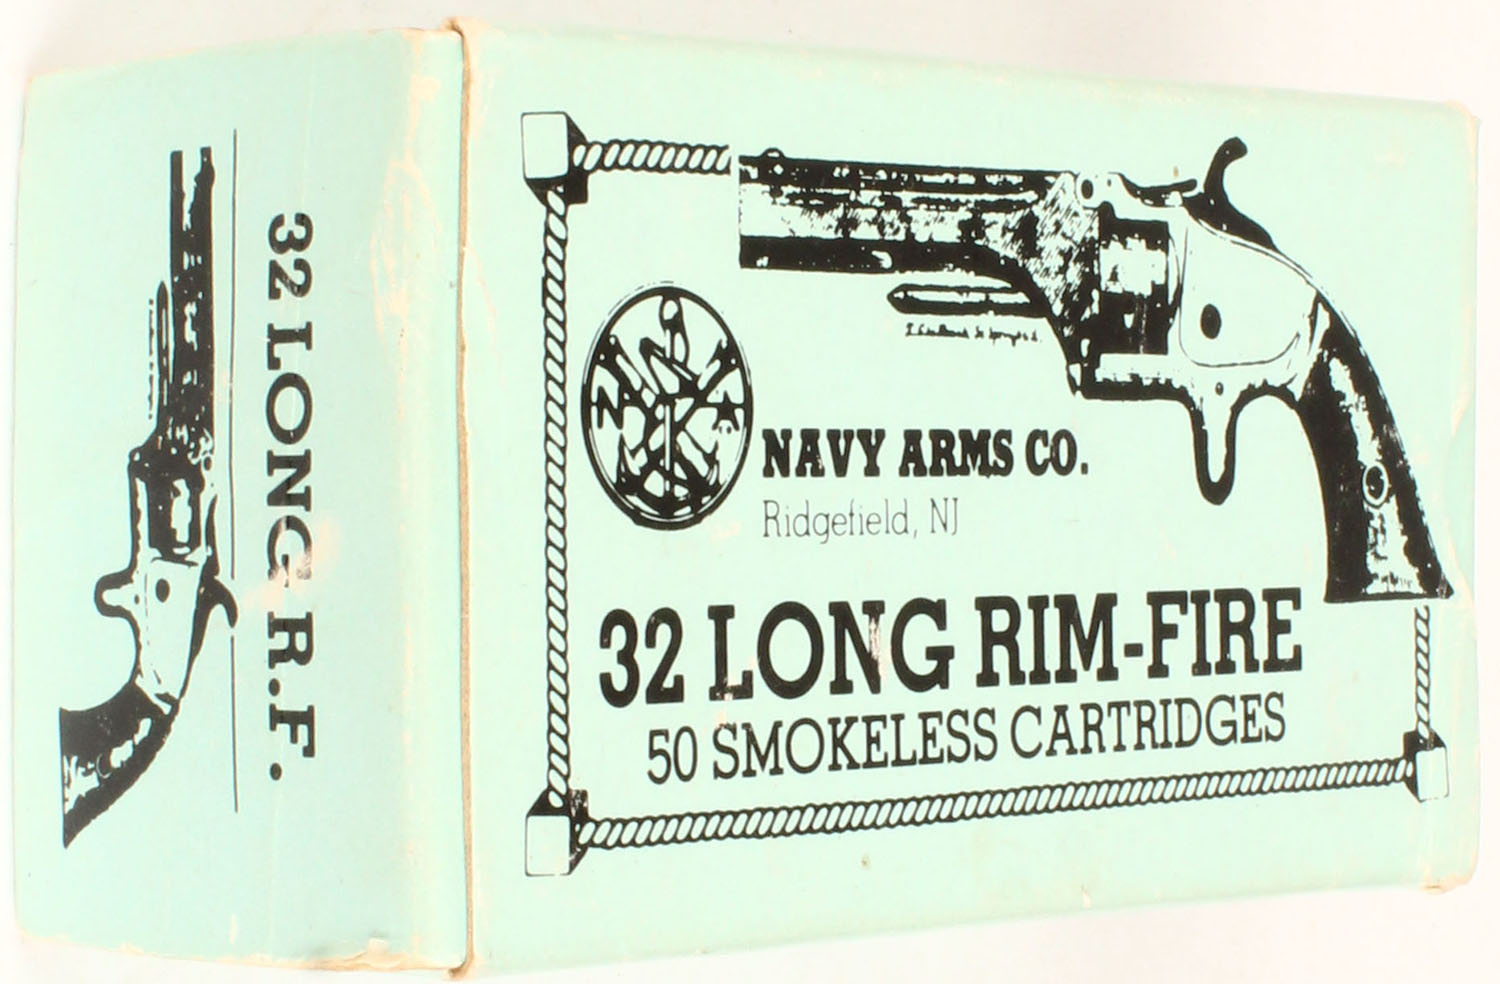 32 LONG R.F.
N A
NAVY ARMS CO.
Ridgefield, NJ
32 LONG RIM-FIRE
50 SMOKELESS CARTRIDGES